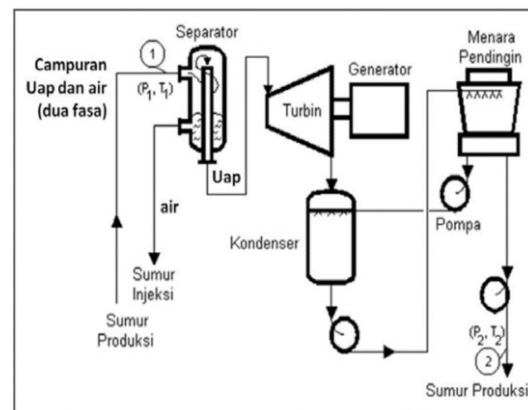 Separator
Menara
Pendingin
Campuran
Uap dan air
(dua fasa)
1
(P₁, T₁)
Generator
Turbin
Uap
air
Kondenser
Pompa
Sumur
Injeksi
Sumur
Produksi
(P₂, T₂)
2
Sumur Produksi